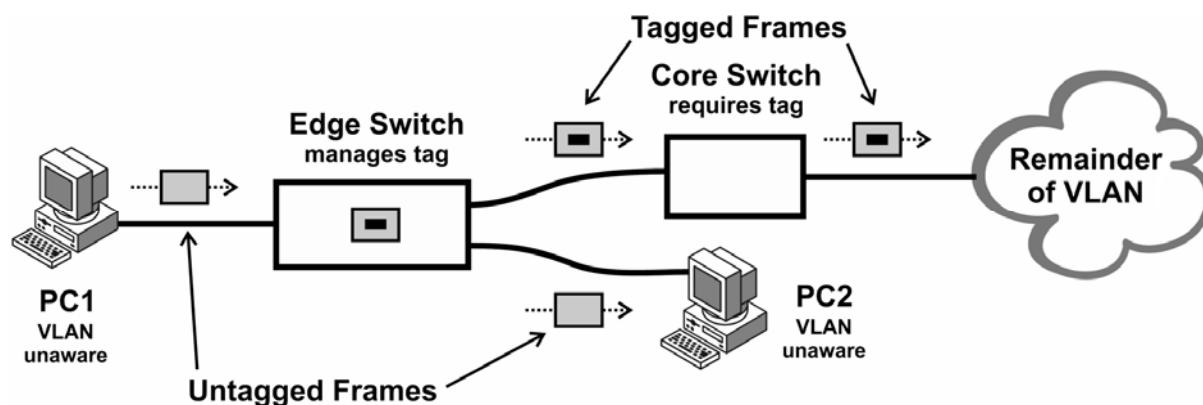 Tagged Frames
Core Switch
requires tag
Edge Switch
manages tag
Remainder
of VLAN
PC1
VLAN
unaware
PC2
VLAN
unaware
Untagged Frames